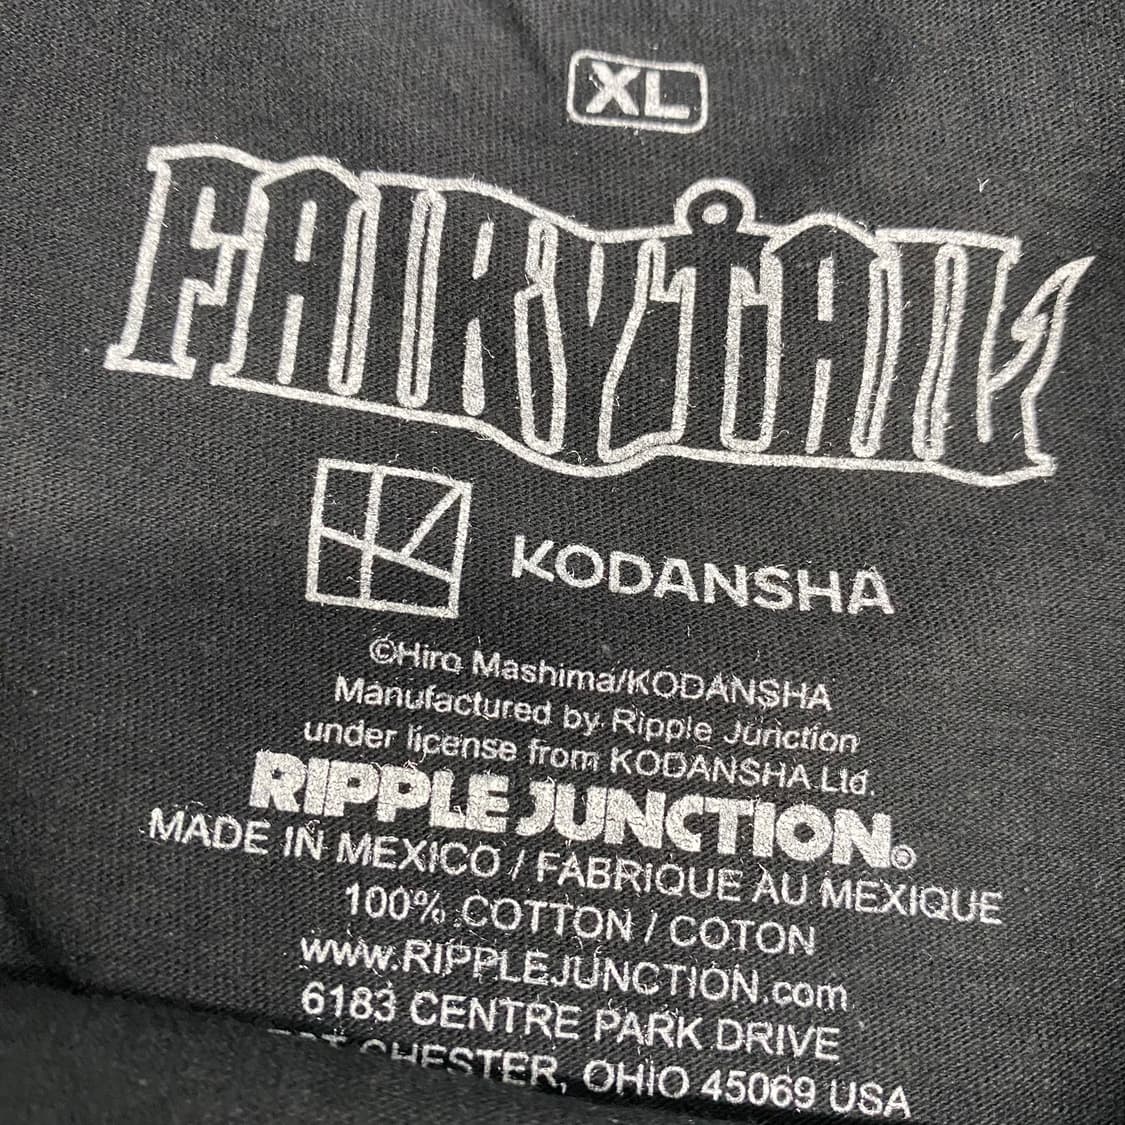 XL
FAIRY TAIL
KODANSHA
©Hiro Mashima/KODANSHA
Manufactured by Ripple Junction
under license from KODANSHA Ltd.
RIPPLE JUNCTION®
MADE IN MEXICO / FABRIQUE AU MEXIQUE
100% COTTON / COTON
www.RIPPLEJUNCTION.com
6183 CENTRE PARK DRIVE
CHESTER, OHIO 45069 USA